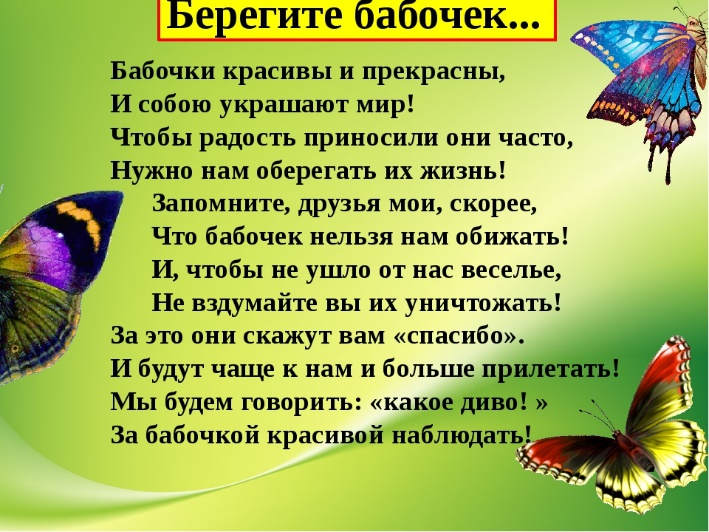 Берегите бабочек...
Бабочки красивы и прекрасны,
И собою украшают мир!
Чтобы радость приносили они часто,
Нужно нам оберегать их жизнь!
Запомните, друзья мои, скорее,
Что бабочек нельзя нам обижать!
И, чтобы не ушло от нас веселье,
Не вздумайте вы их уничтожать!
За это они скажут вам «спасибо».
И будут чаще к нам и больше прилетать!
Мы будем говорить: «какое диво! »
За бабочкой красивой наблюдать!